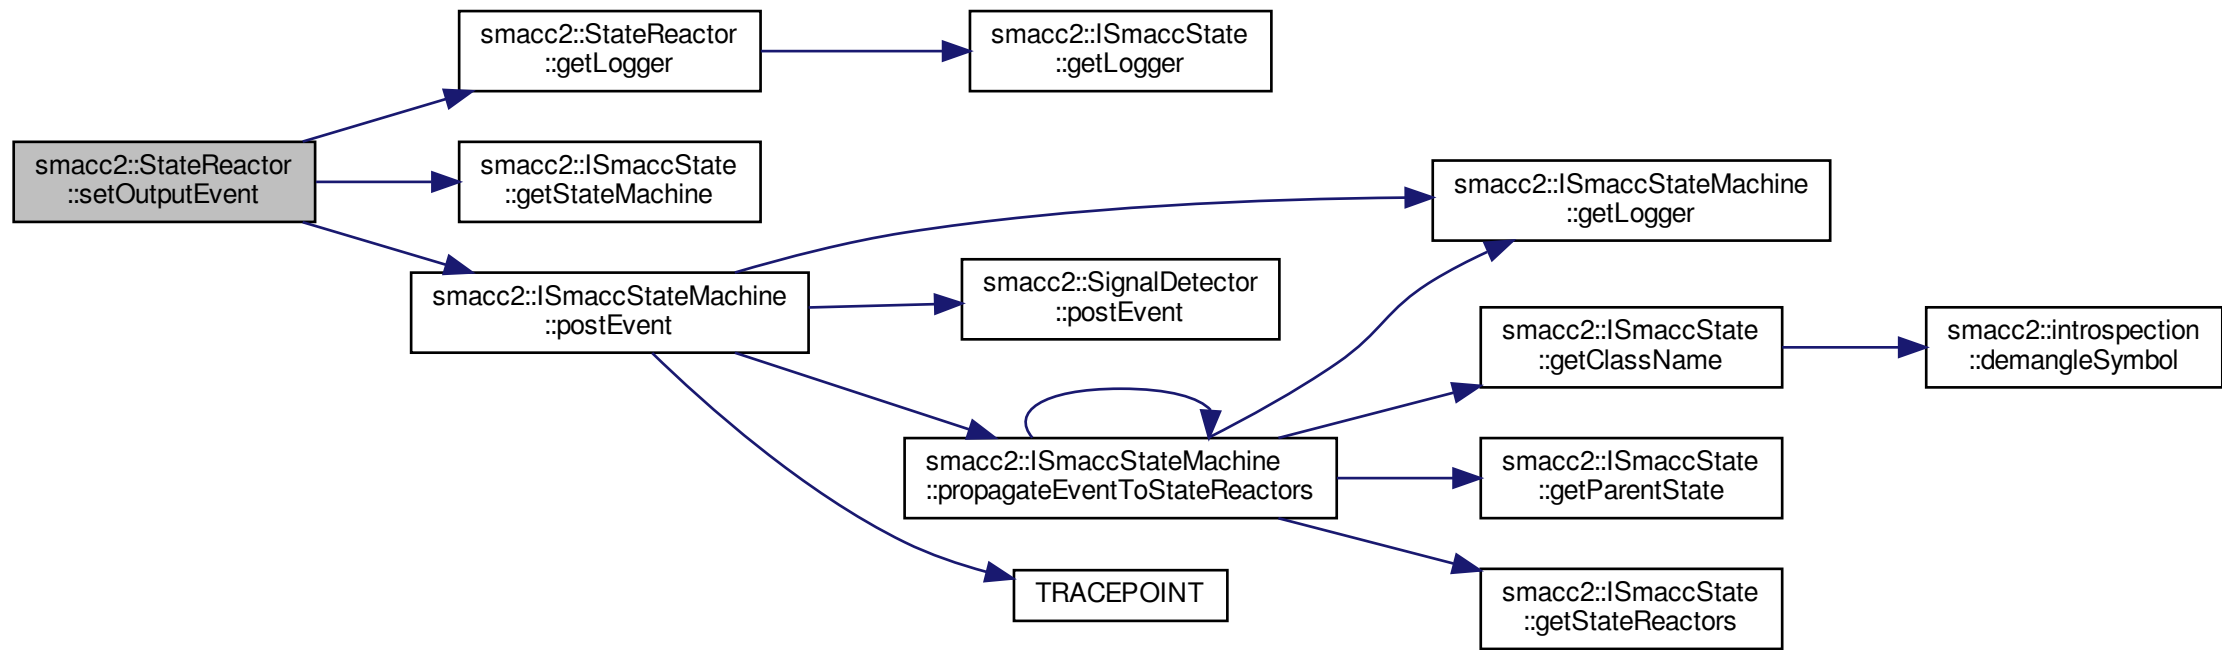 smacc2::StateReactor
::setOutputEvent
smacc2::StateReactor
::getLogger
smacc2::ISmaccState
::getLogger
smacc2::ISmaccState
::getStateMachine
smacc2::ISmaccStateMachine
::postEvent
smacc2::ISmaccStateMachine
::getLogger
smacc2::SignalDetector
::postEvent
smacc2::ISmaccStateMachine
::propagateEventToStateReactors
TRACEPOINT
smacc2::ISmaccState
::getClassName
smacc2::introspection
::demangleSymbol
smacc2::ISmaccState
::getParentState
smacc2::ISmaccState
::getStateReactors